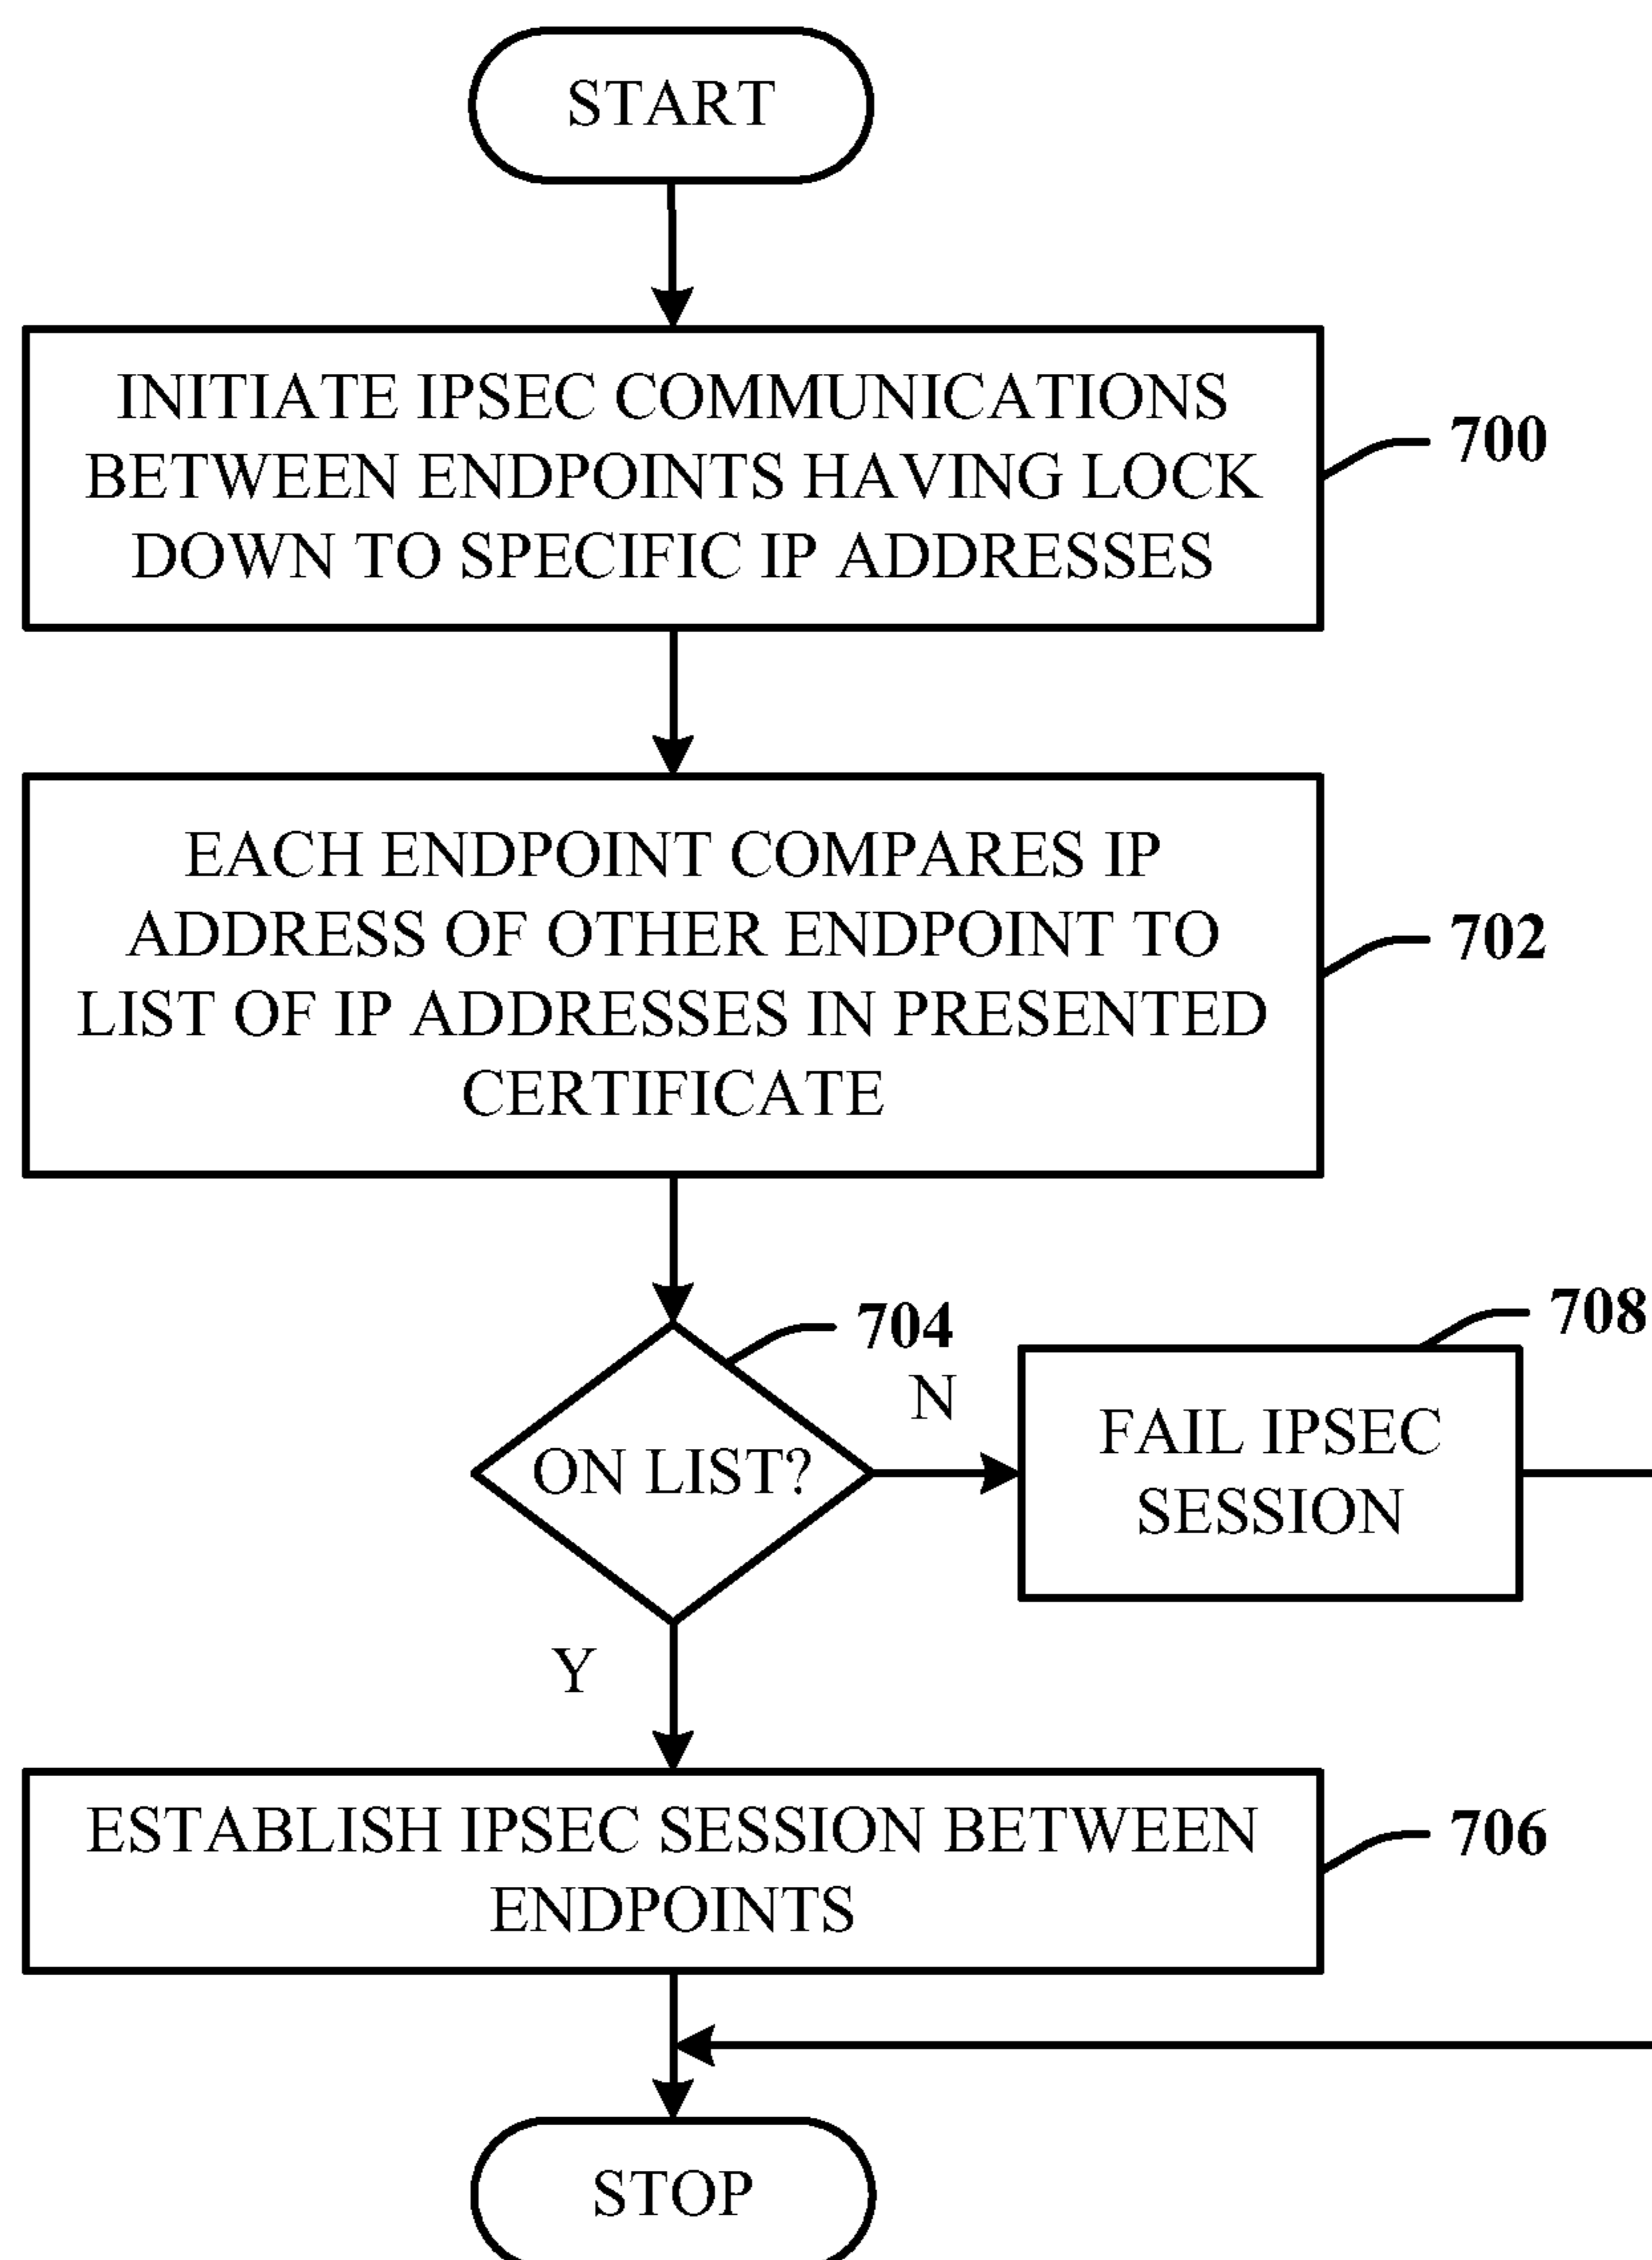 START
INITIATE IPSEC COMMUNICATIONS
BETWEEN ENDPOINTS HAVING LOCK
DOWN TO SPECIFIC IP ADDRESSES
700
EACH ENDPOINT COMPARES IP
ADDRESS OF OTHER ENDPOINT TO
LIST OF IP ADDRESSES IN PRESENTED
CERTIFICATE
702
704
ON LIST?
N
708
FAIL IPSEC
SESSION
Y
ESTABLISH IPSEC SESSION BETWEEN
ENDPOINTS
706
STOP